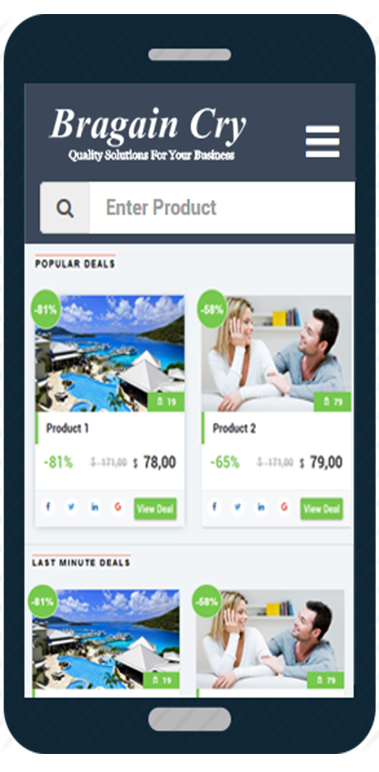 Bragain Cry
Quality Solutions For Your Business
Enter Product
POPULAR DEALS
-81%
-58%
19
79
Product 1
Product 2
-81% $ 171,00 $ 78,00
-65% $ 171,00 $ 79,00
f in G View Deal
f in G View Deal
LAST MINUTE DEALS
-81%
-58%
19
79